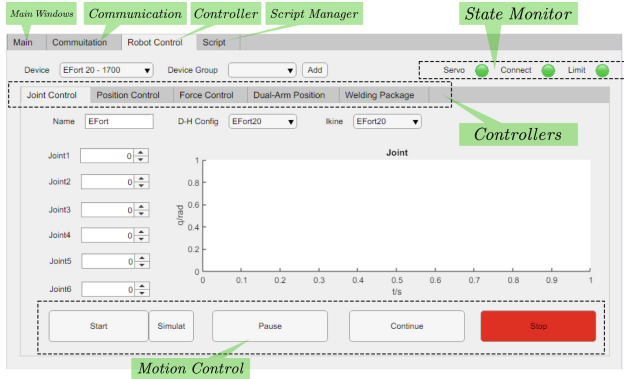 Main Windows Communication Controller Script Manager State Monitor
Main Commuitation Robot Control Script
Device EFort 20 - 1700 Device Group Add Servo Connect Limit
Joint Control Position Control Force Control Dual-Arm Position Welding Package
Controllers
Name EFort D-H Config EFort20 Ikine EFort20
Joint
Joint1 0
Joint2 0
Joint3 0
Joint4 0
Joint5 0
Joint6 0
q/rad
1
0.8
0.6
0.4
0.2
0
0 0.1 0.2 0.3 0.4 0.5 0.6 0.7 0.8 0.9 1
t/s
Start Simulat Pause Continue Stop
Motion Control